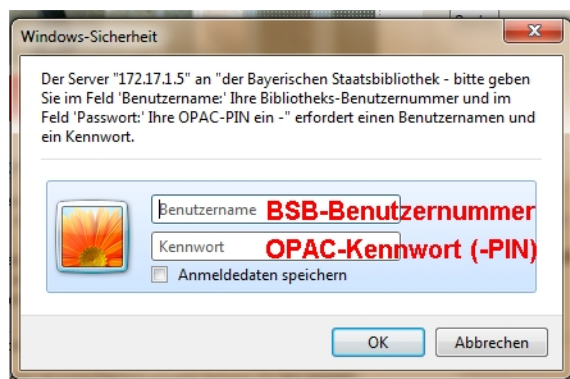 Windows-Sicherheit
Der Server "172.17.1.5" an "der Bayerischen Staatsbibliothek - bitte geben
Sie im Feld 'Benutzername:' Ihre Bibliotheks-Benutzernummer und im
Feld 'Passwort:' Ihre OPAC-PIN ein -" erfordert einen Benutzernamen und
ein Kennwort.
Benutzername BSB-Benutzernummer
Kennwort OPAC-Kennwort (-PIN)
Anmeldedaten speichern
OK Abbrechen